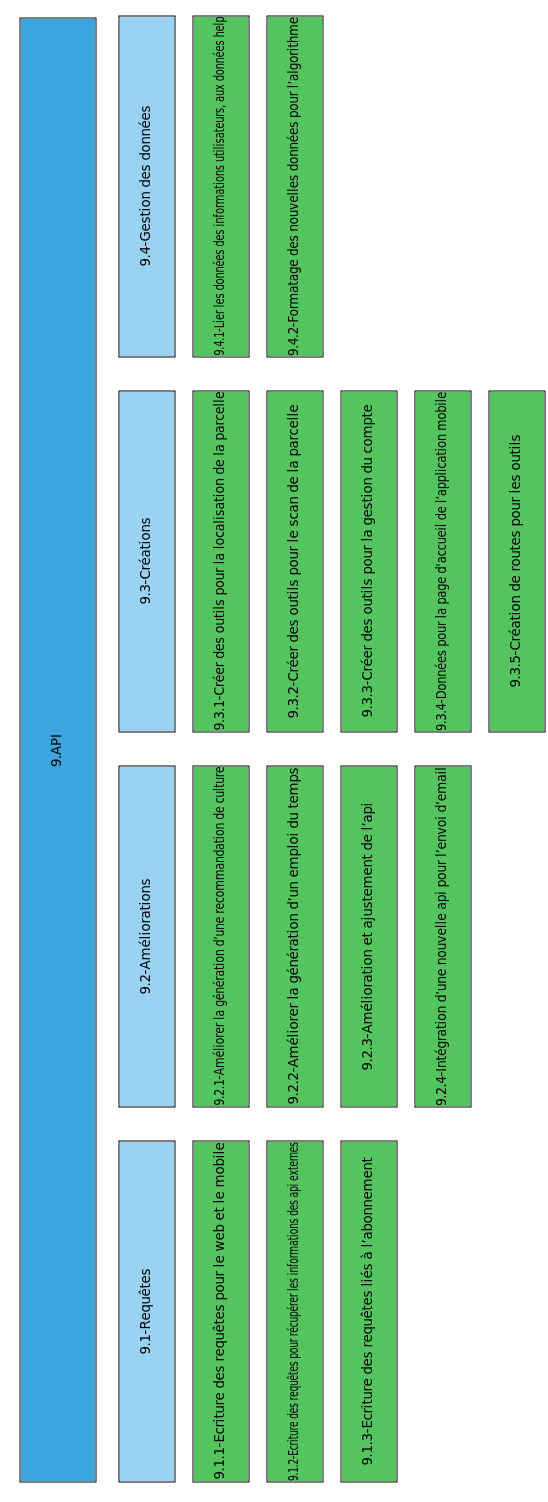 9.API
9.1-Requêtes
9.1.1-Ecriture des requêtes pour le web et le mobile
9.1.2-Ecriture des requêtes pour récupérer les informations des api externes
9.1.3-Ecriture des requêtes liés à l'abonnement
9.2-Améliorations
9.2.1-Améliorer la génération d'une recommandation de culture
9.2.2-Améliorer la génération d'un emploi du temps
9.2.3-Amélioration et ajustement de l'api
9.2.4-Intégration d'une nouvelle api pour l'envoi d'email
9.3-Créations
9.3.1-Créer des outils pour la localisation de la parcelle
9.3.2-Créer des outils pour le scan de la parcelle
9.3.3-Créer des outils pour la gestion du compte
9.3.4-Données pour la page d'accueil de l'application mobile
9.3.5-Création de routes pour les outils
9.4-Gestion des données
9.4.1-Lier les données des informations utilisateurs, aux données help
9.4.2-Formatage des nouvelles données pour l'algorithme